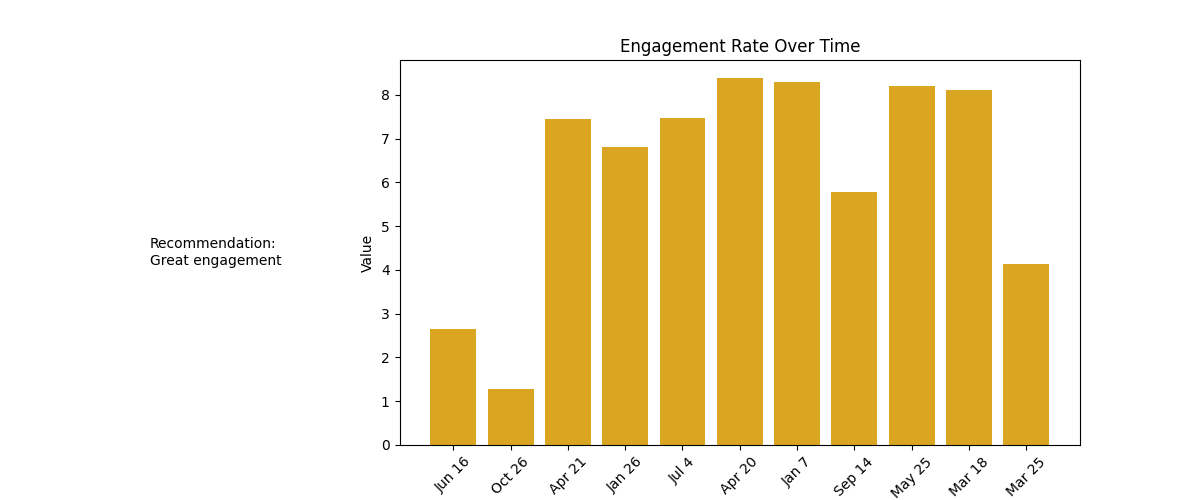 Engagement Rate Over Time
Recommendation:
Great engagement
Value
8
7
6
5
4
3
2
1
0
Jun 16
Oct 26
Apr 21
Jan 26
Jul 4
Apr 20
Jan 7
Sep 14
May 25
Mar 18
Mar 25